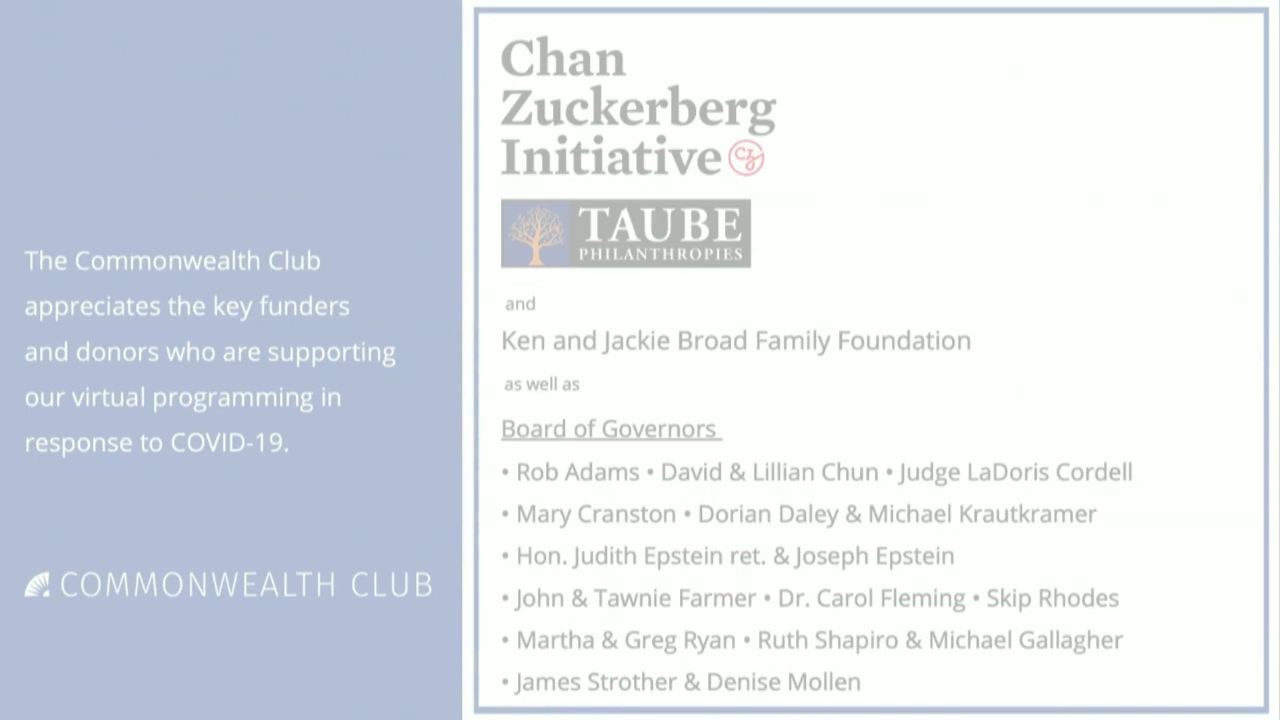 The Commonwealth Club
appreciates the key funders
and donors who are supporting
our virtual programming in
response to COVID-19.
COMMONWEALTH CLUB
Chan
Zuckerberg
Initiative
cz
TAUBE
PHILANTHROPIES
and
Ken and Jackie Broad Family Foundation
as well as
Board of Governors
• Rob Adams • David & Lillian Chun • Judge LaDoris Cordell
• Mary Cranston • Dorian Daley & Michael Krautkramer
• Hon. Judith Epstein ret. & Joseph Epstein
• John & Tawnie Farmer • Dr. Carol Fleming • Skip Rhodes
• Martha & Greg Ryan • Ruth Shapiro & Michael Gallagher
• James Strother & Denise Mollen